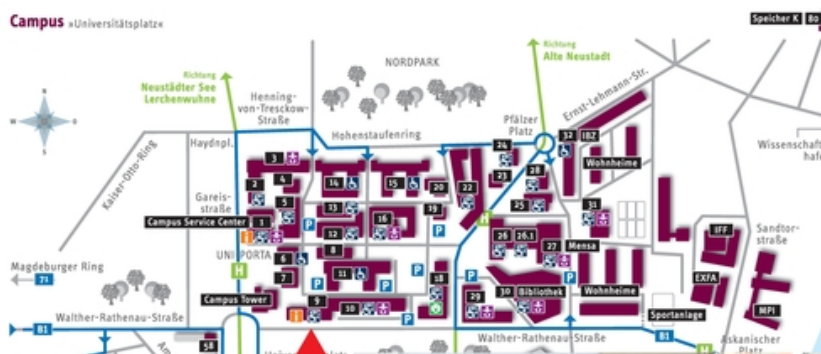 Campus »Universitätsplatz«
Speicher K 80
Richtung
Neustädter See
Lerchenwuhne
NORDPARK
Richtung
Alte Neustadt
Henning-
von-Tresckow-
Straße
Hohenstaufenring
Pfälzer
Platz
Ernst-Lehmann-Str.
Kaiser-Otto-Ring
Haydnpl.
Gareis-
straße
N
W
O
S
32 IBZ
Wohnheime
Wissenschaft
hafe
3
2
4
5
14
15
20
22
24
23
28
25
31
13
12
16
19
Campus Service Center 1
UNI PORTA
6
7
8
11
18
26
26.1
27 Mensa
IFF
Sandtor-
straße
EXFA
MPI
H
H
P
P
P
P
P
P
P
Magdeburger Ring
71
Campus Tower
9
10
29
30 Bibliothek
Wohnheime
Sportanlage
B1
Walther-Rathenau-Straße
Walther-Rathenau-Straße
B1
Askanischer
Platz
H
58